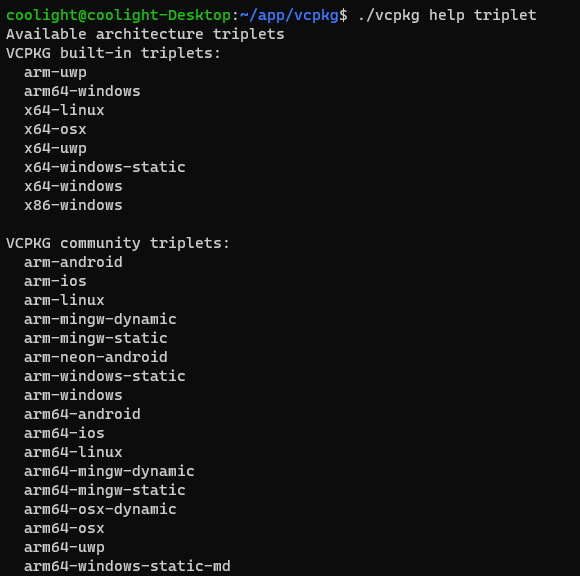 coolight@coolight-Desktop:~/app/vcpkg$ ./vcpkg help triplet
Available architecture triplets
VCPKG built-in triplets:
  arm-uwp
  arm64-windows
  x64-linux
  x64-osx
  x64-uwp
  x64-windows-static
  x64-windows
  x86-windows

VCPKG community triplets:
  arm-android
  arm-ios
  arm-linux
  arm-mingw-dynamic
  arm-mingw-static
  arm-neon-android
  arm-windows-static
  arm-windows
  arm64-android
  arm64-ios
  arm64-linux
  arm64-mingw-dynamic
  arm64-mingw-static
  arm64-osx-dynamic
  arm64-osx
  arm64-uwp
  arm64-windows-static-md